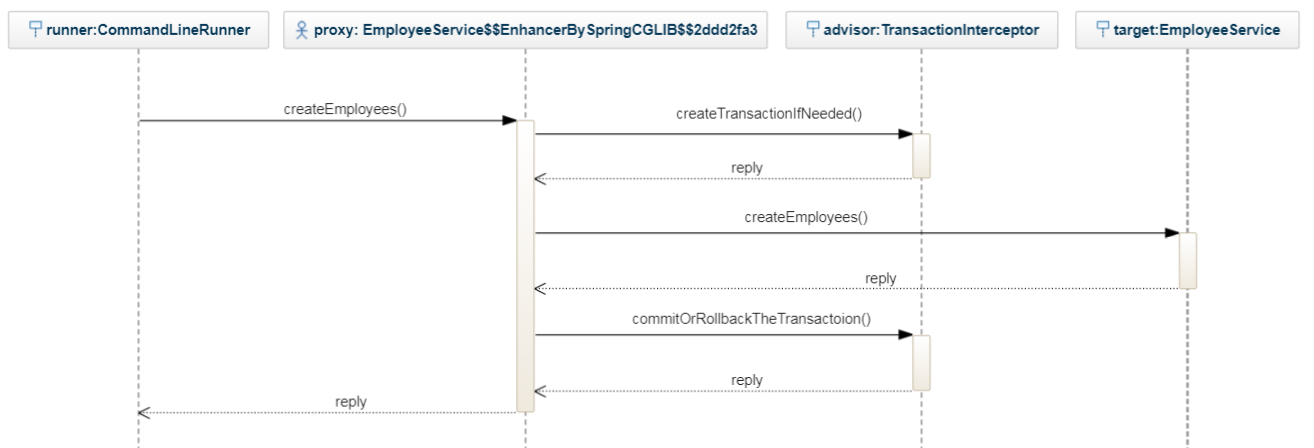 runner:CommandLineRunner
proxy: EmployeeService$$EnhancerBySpringCGLIB$$2ddd2fa3
advisor:TransactionInterceptor
target:EmployeeService
createEmployees()
createTransactionIfNeeded()
reply
createEmployees()
reply
commitOrRollbackTheTransactoion()
reply
reply